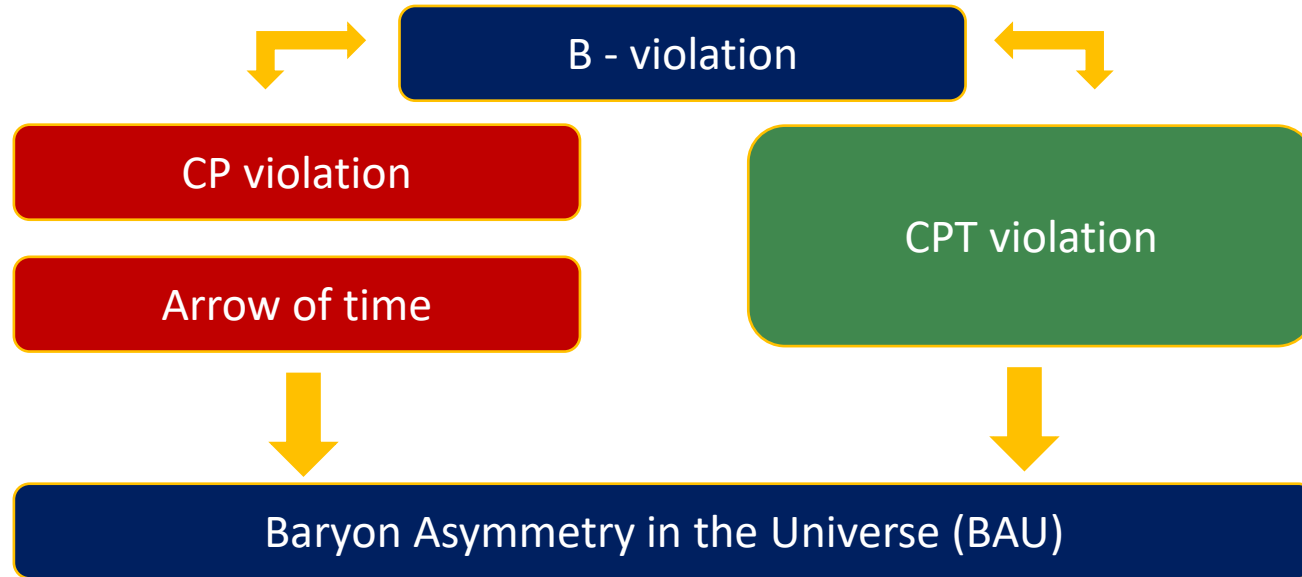 B - violation
CP violation
CPT violation
Arrow of time
Baryon Asymmetry in the Universe (BAU)